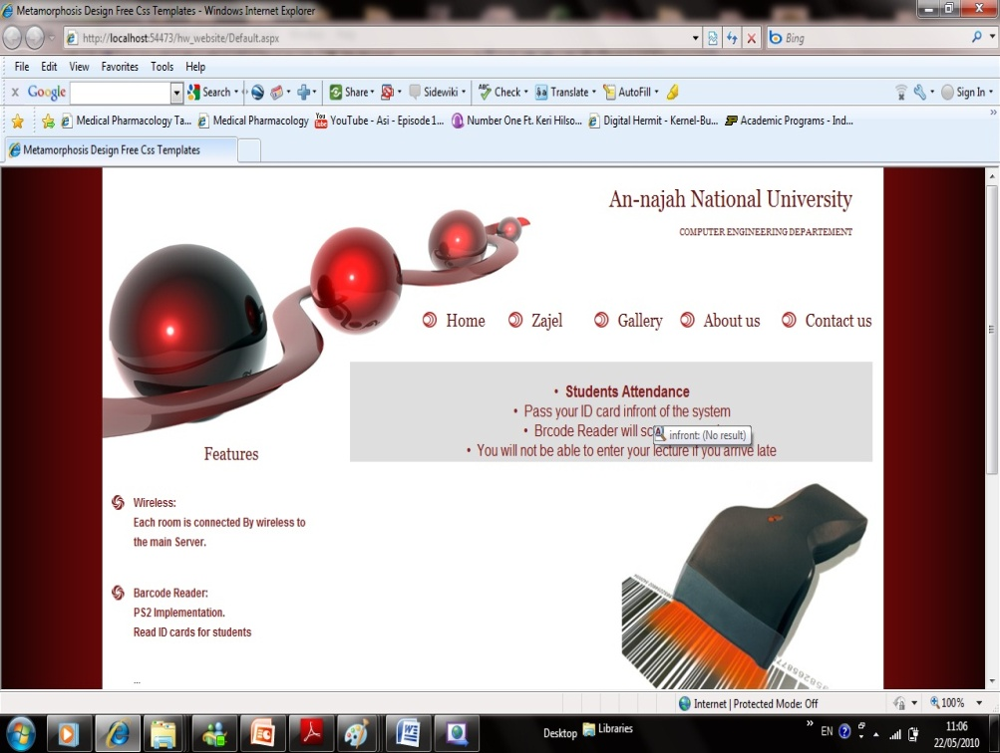 Metamorphosis Design Free Css Templates - Windows Internet Explorer
http://localhost:54473/hw_website/Default.aspx
Bing
File Edit View Favorites Tools Help
x Google Search Share Sidewiki Check Translate AutoFill Sign In
Medical Pharmacology Ta... Medical Pharmacology YouTube - Asi - Episode 1... Number One Ft. Keri Hilso... Digital Hermit - Kernel-Bu... Academic Programs - Ind...
Metamorphosis Design Free Css Templates
An-najah National University
COMPUTER ENGINEERING DEPARTEMENT
Home Zajel Gallery About us Contact us
• Students Attendance
• Pass your ID card infront of the system
• Brcode Reader will
infront: (No result)
• You will not be able to enter your lecture if you arrive late
Features
Wireless:
Each room is connected By wireless to
the main Server.
Barcode Reader:
PS2 Implementation.
Read ID cards for students
...
Internet | Protected Mode: Off 100%
Desktop Libraries EN 11:06
22/05/2010